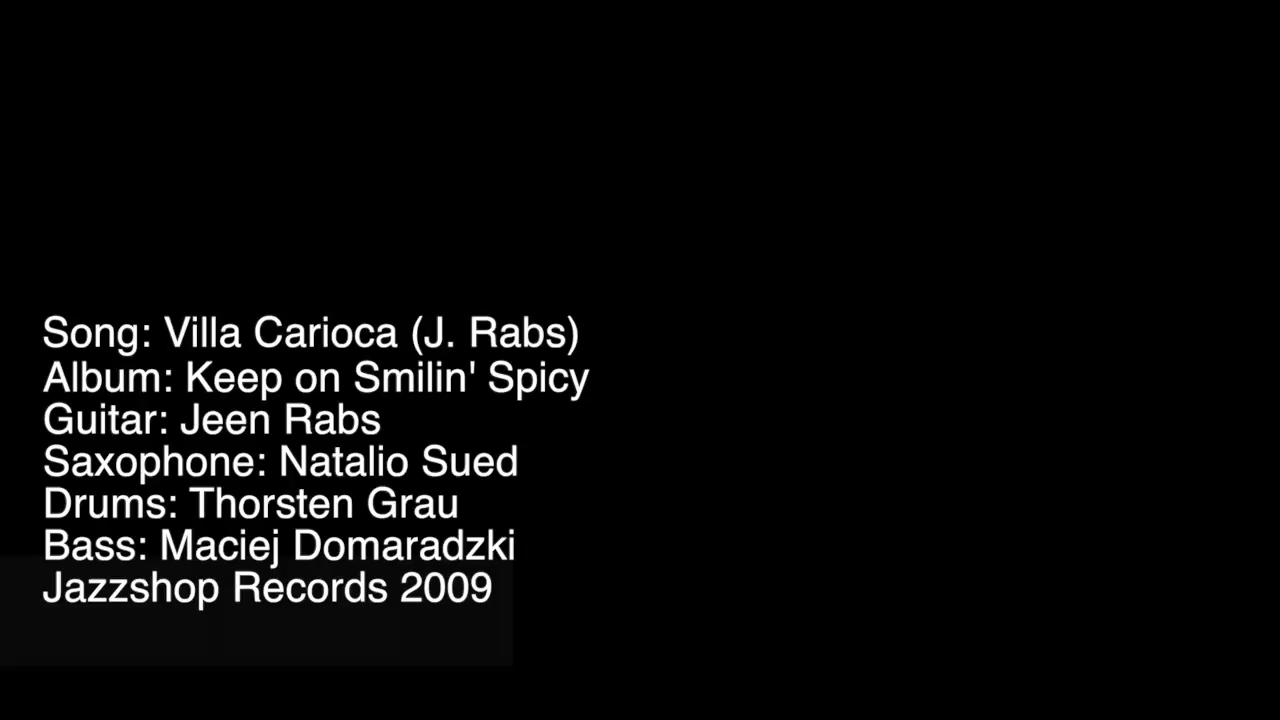 Song: Villa Carioca (J. Rabs)
Album: Keep on Smilin' Spicy
Guitar: Jeen Rabs
Saxophone: Natalio Sued
Drums: Thorsten Grau
Bass: Maciej Domaradzki
Jazzshop Records 2009